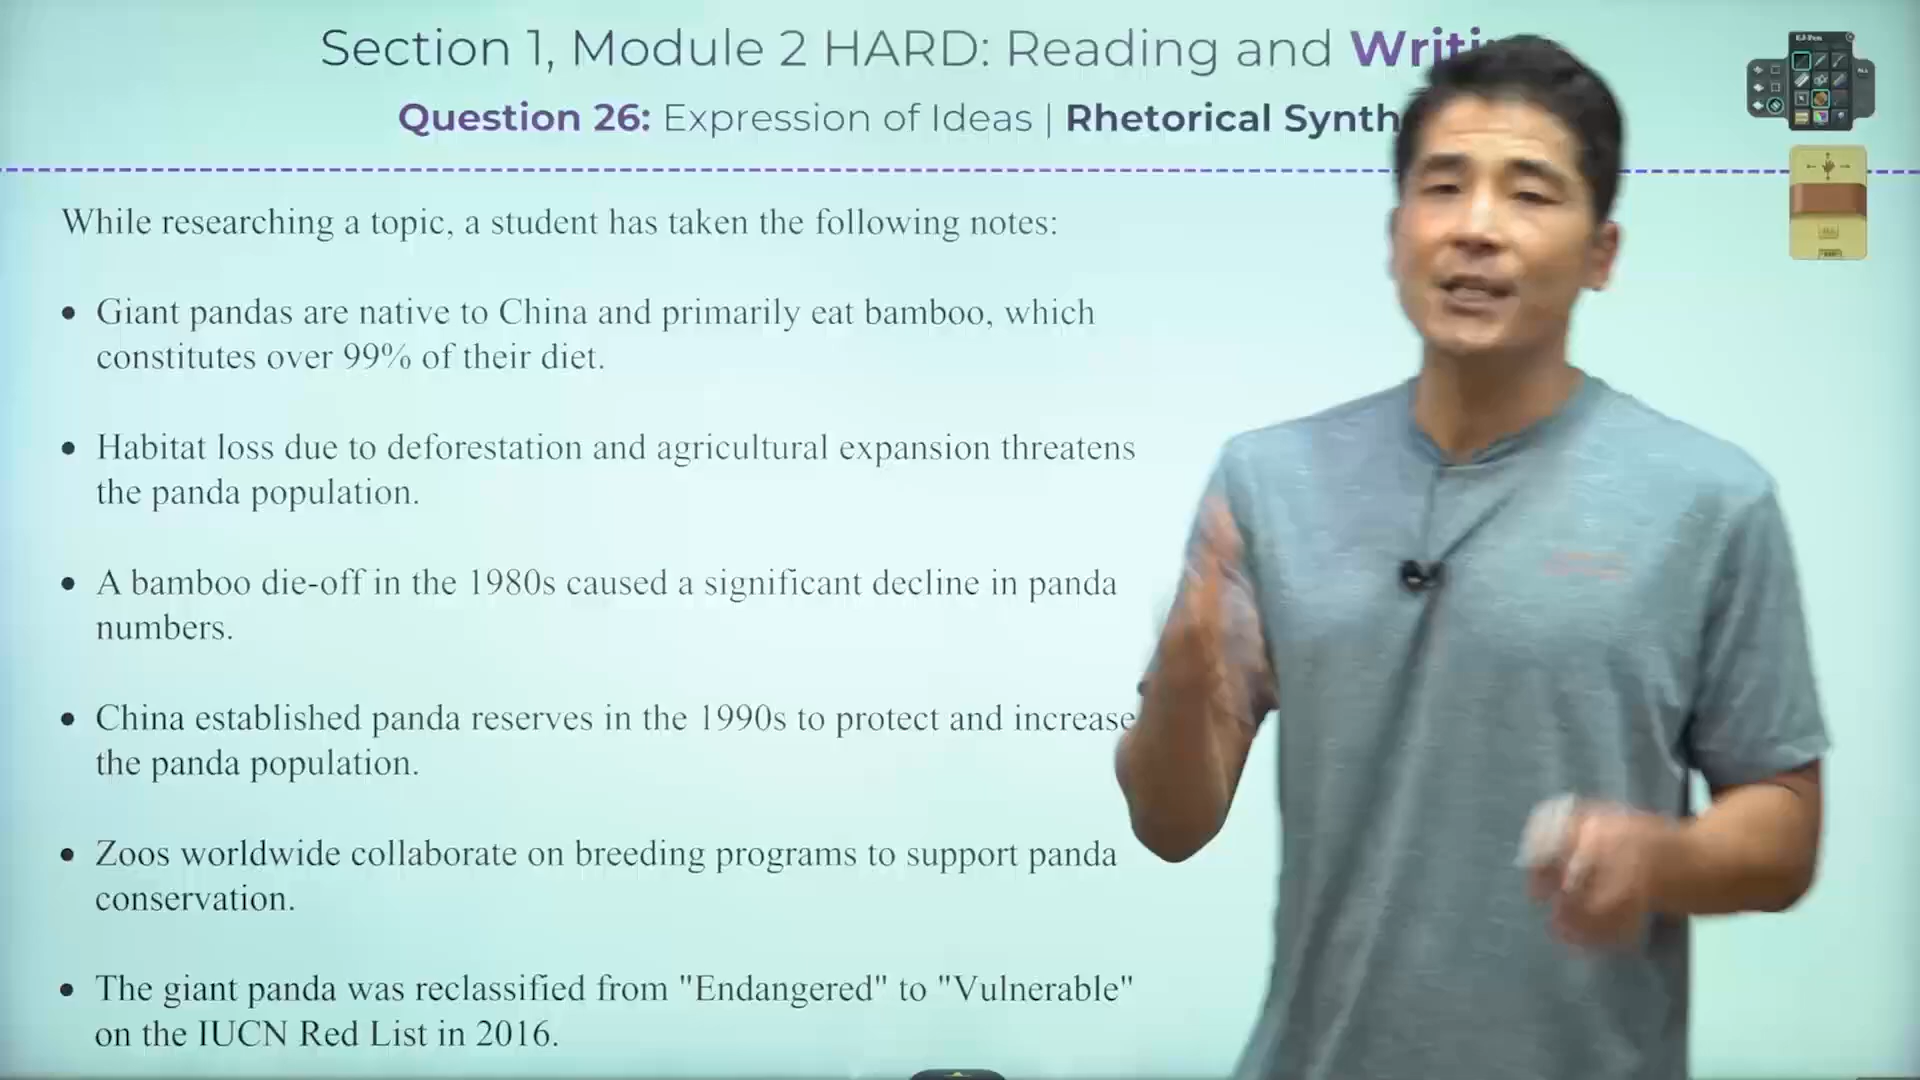 Section 1, Module 2 HARD: Reading and
Question 26: Expression of Ideas | Rhetorical
While researching a topic, a student has taken the following notes:
• Giant pandas are native to China and primarily eat bamboo, which
constitutes over 99% of their diet.
• Habitat loss due to deforestation and agricultural expansion threatens
the panda population.
• A bamboo die-off in the 1980s caused a significant decline in panda
numbers.
• China established panda reserves in the 1990s to protect and increase
the panda population.
• Zoos worldwide collaborate on breeding programs to support panda
conservation.
• The giant panda was reclassified from "Endangered" to "Vulnerable"
on the IUCN Red List in 2016.